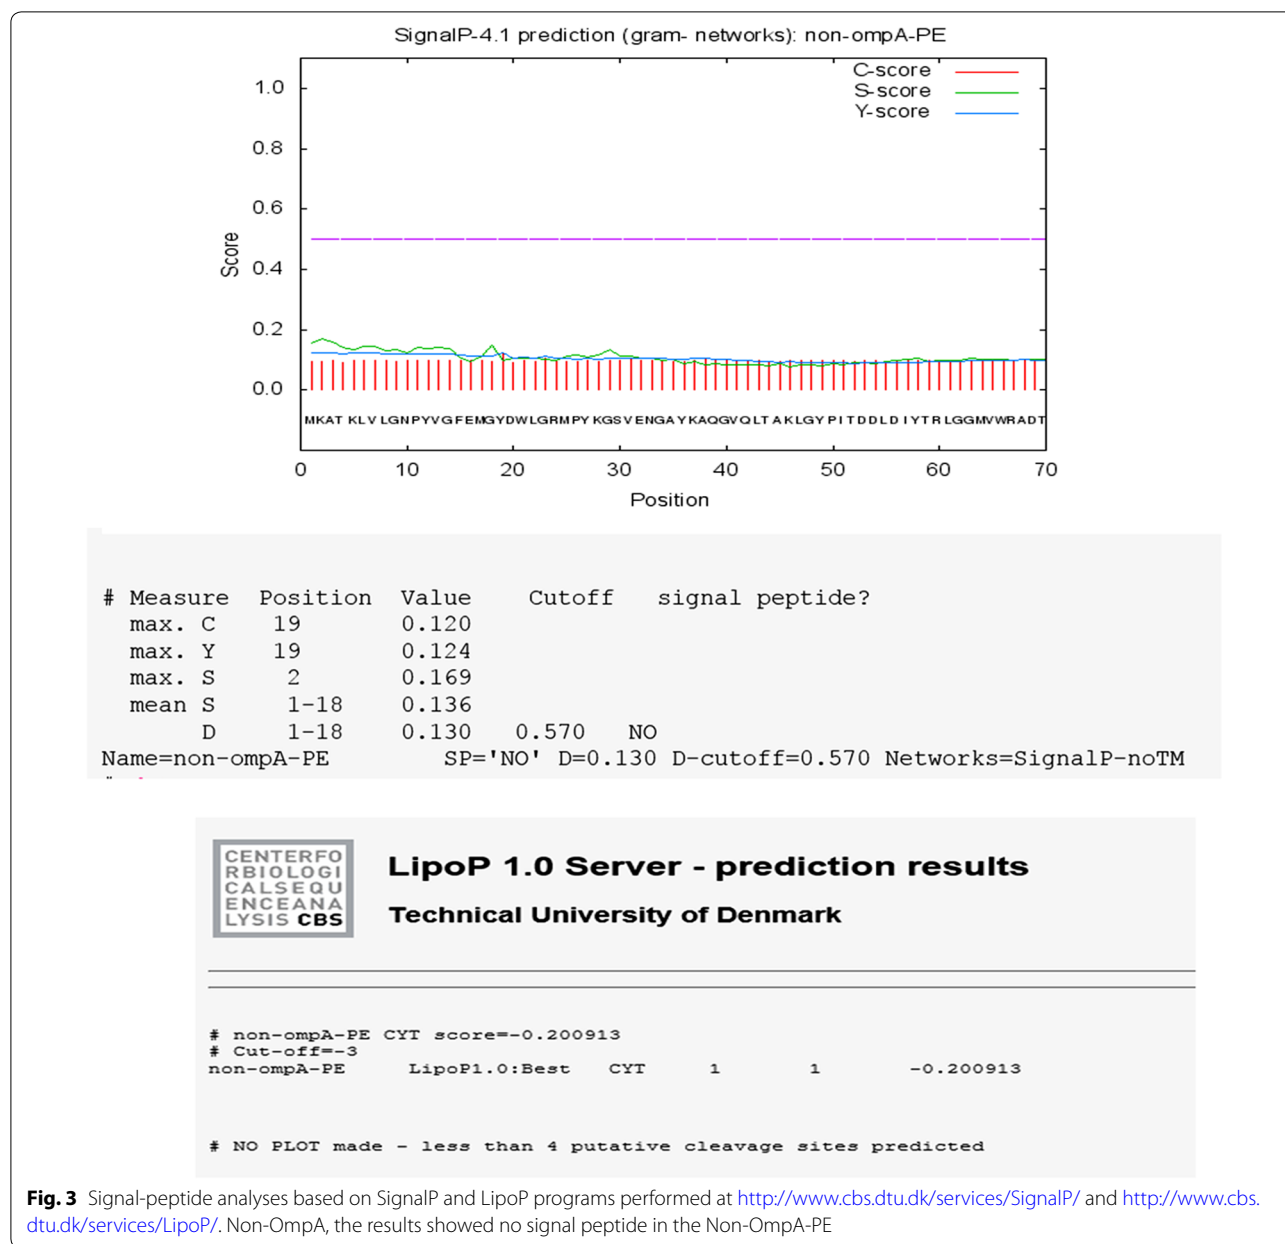 SignalP-4.1 prediction (gram- networks): non-ompA-PE
C-score
S-score
Y-score
1.0
0.8
0.6
0.4
0.2
0.0
Score
MKAT KLVLGNPYVGFEMGYDWLGRMPYKGSVENGAYKAQGVQLTAKLGYPITDDLDIYTRLGGMVWRADT
0 10 20 30 40 50 60 70
Position
# Measure Position Value Cutoff signal peptide?
max. C 19 0.120
max. Y 19 0.124
max. S 2 0.169
mean S 1-18 0.136
D 1-18 0.130 0.570 NO
Name=non-ompA-PE SP='NO' D=0.130 D-cutoff=0.570 Networks=SignalP-noTM
CENTERFO
RBIOLOGI
CALSEQU
ENCEANA
LYSIS CBS
LipoP 1.0 Server - prediction results
Technical University of Denmark
# non-ompA-PE CYT score=-0.200913
# Cut-off=-3
non-ompA-PE LipoP1.0:Best CYT 1 1 -0.200913
# NO PLOT made - less than 4 putative cleavage sites predicted
Fig. 3 Signal-peptide analyses based on SignalP and LipoP programs performed at http://www.cbs.dtu.dk/services/SignalP/ and http://www.cbs.
dtu.dk/services/LipoP/. Non-OmpA, the results showed no signal peptide in the Non-OmpA-PE